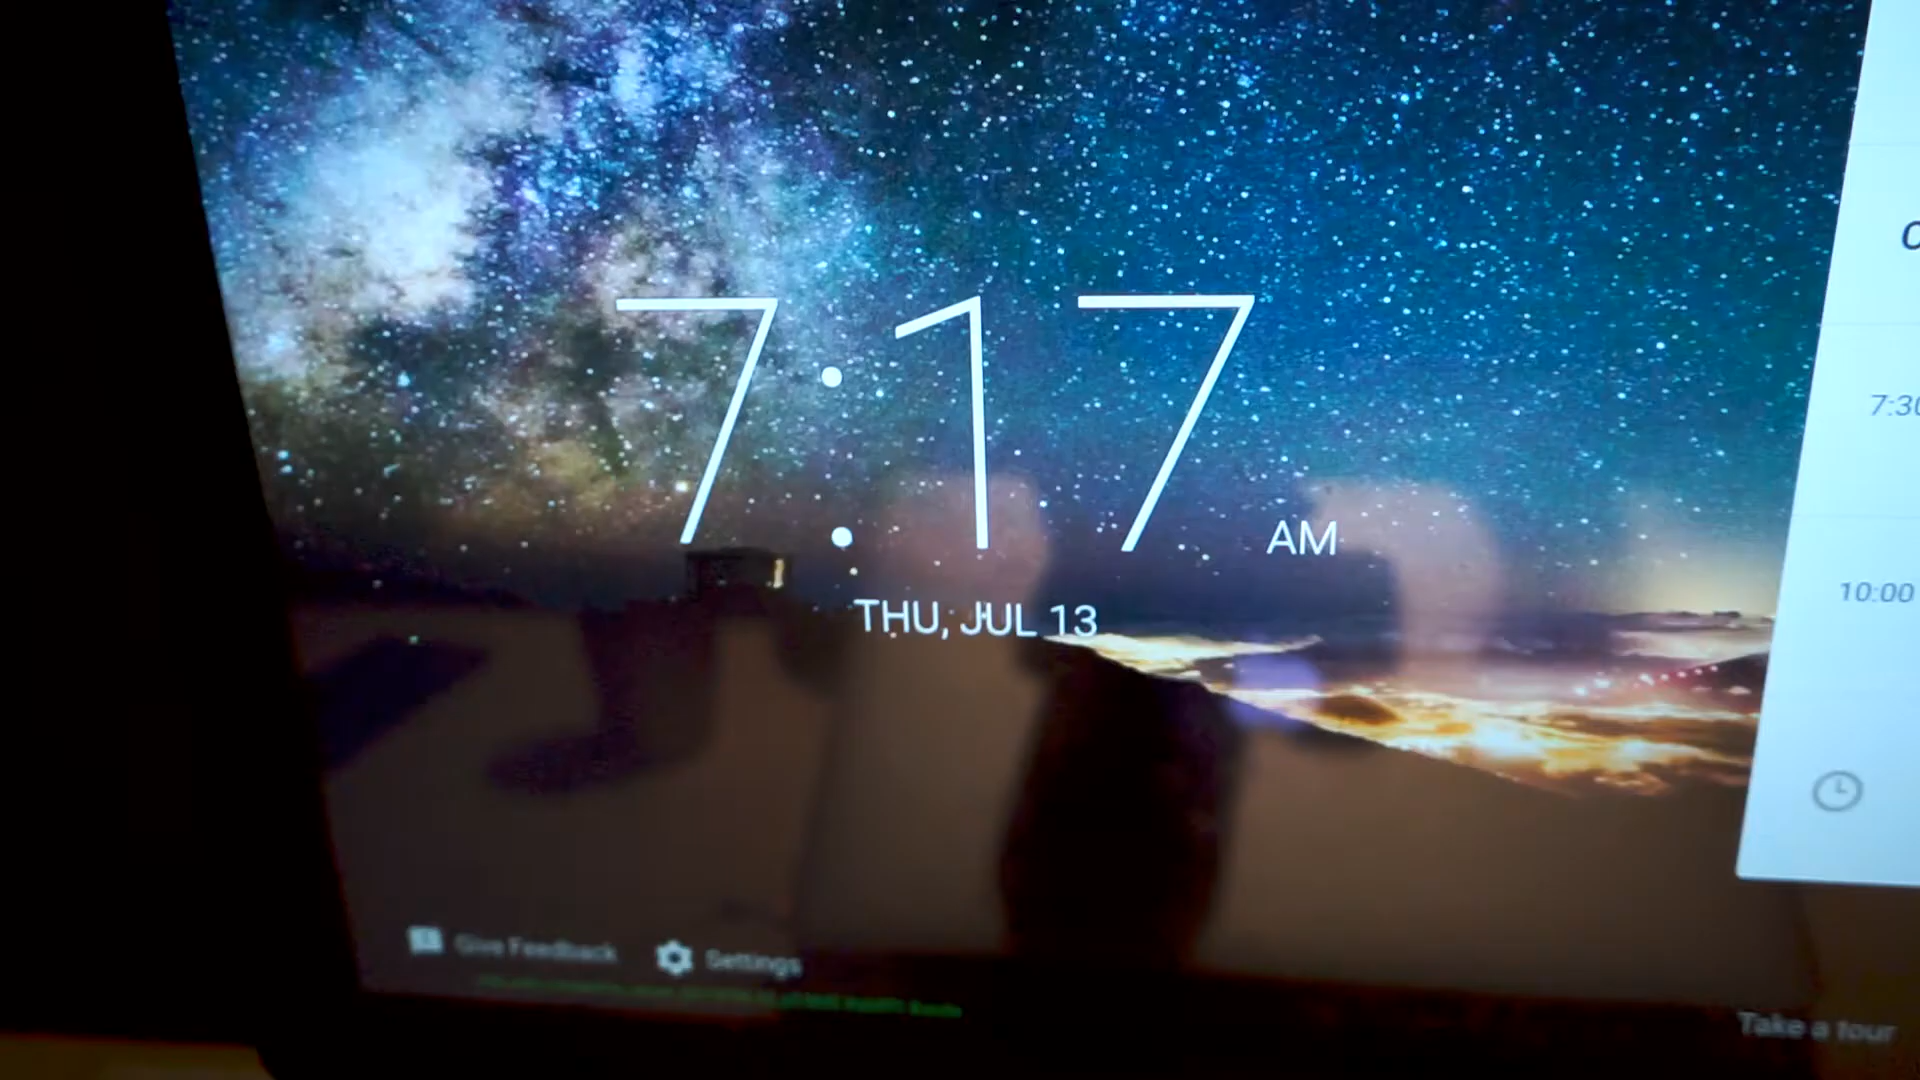 7:17 AM
THU, JUL 13
7:30
10:00
Give Feedback
Settings
Take a tour